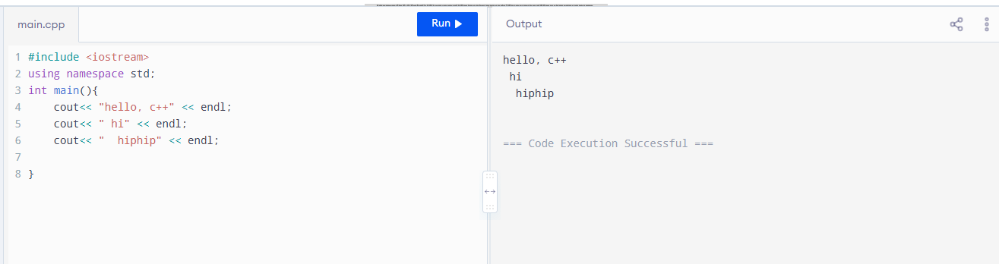 main.cpp
Run
1 #include <iostream>
2 using namespace std;
3 int main(){
4     cout<< "hello, c++" << endl;
5     cout<< " hi" << endl;
6     cout<< "  hiphip" << endl;
7
8 }
Output
hello, c++
 hi
  hiphip
=== Code Execution Successful ===